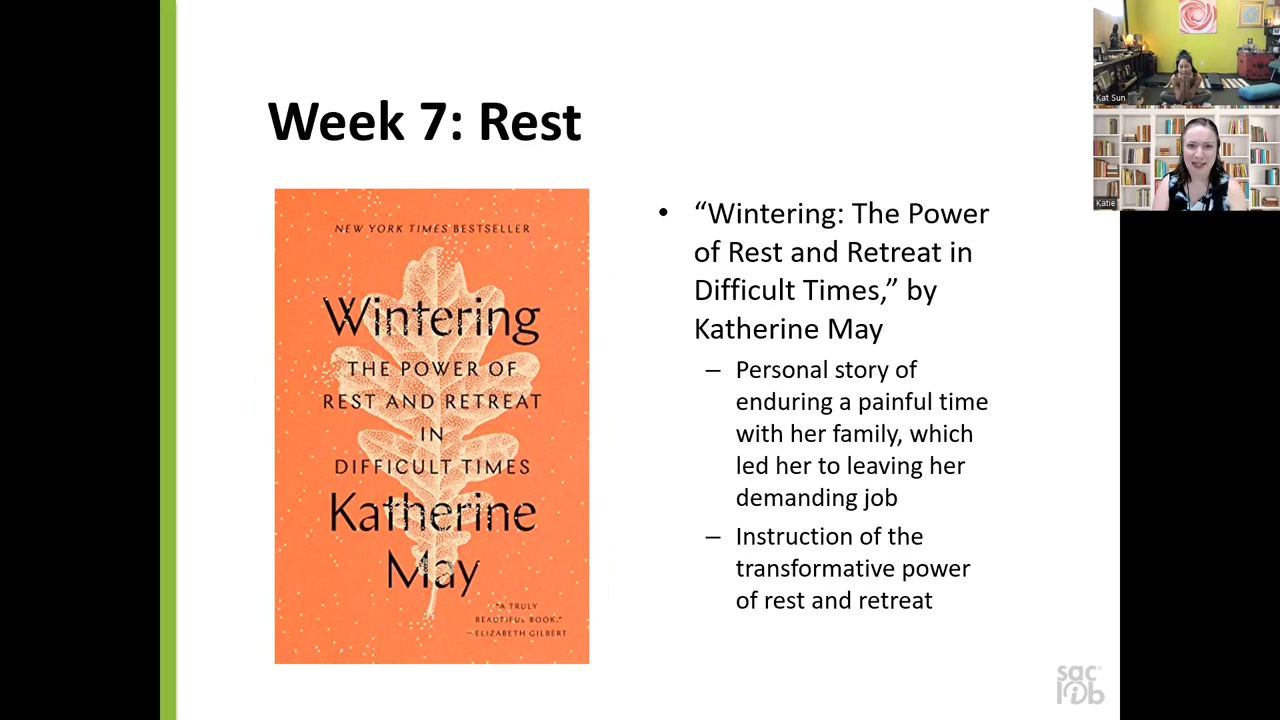 Week 7: Rest
NEW YORK TIMES BESTSELLER
Wintering
THE POWER OF
REST AND RETREAT
IN
DIFFICULT TIMES
Katherine
May
"A TRULY
BEAUTIFUL BOOK."
—ELIZABETH GILBERT
• “Wintering: The Power
of Rest and Retreat in
Difficult Times,” by
Katherine May
– Personal story of
enduring a painful time
with her family, which
led her to leaving her
demanding job
– Instruction of the
transformative power
of rest and retreat
Kat Sun
Katie
sac
lib